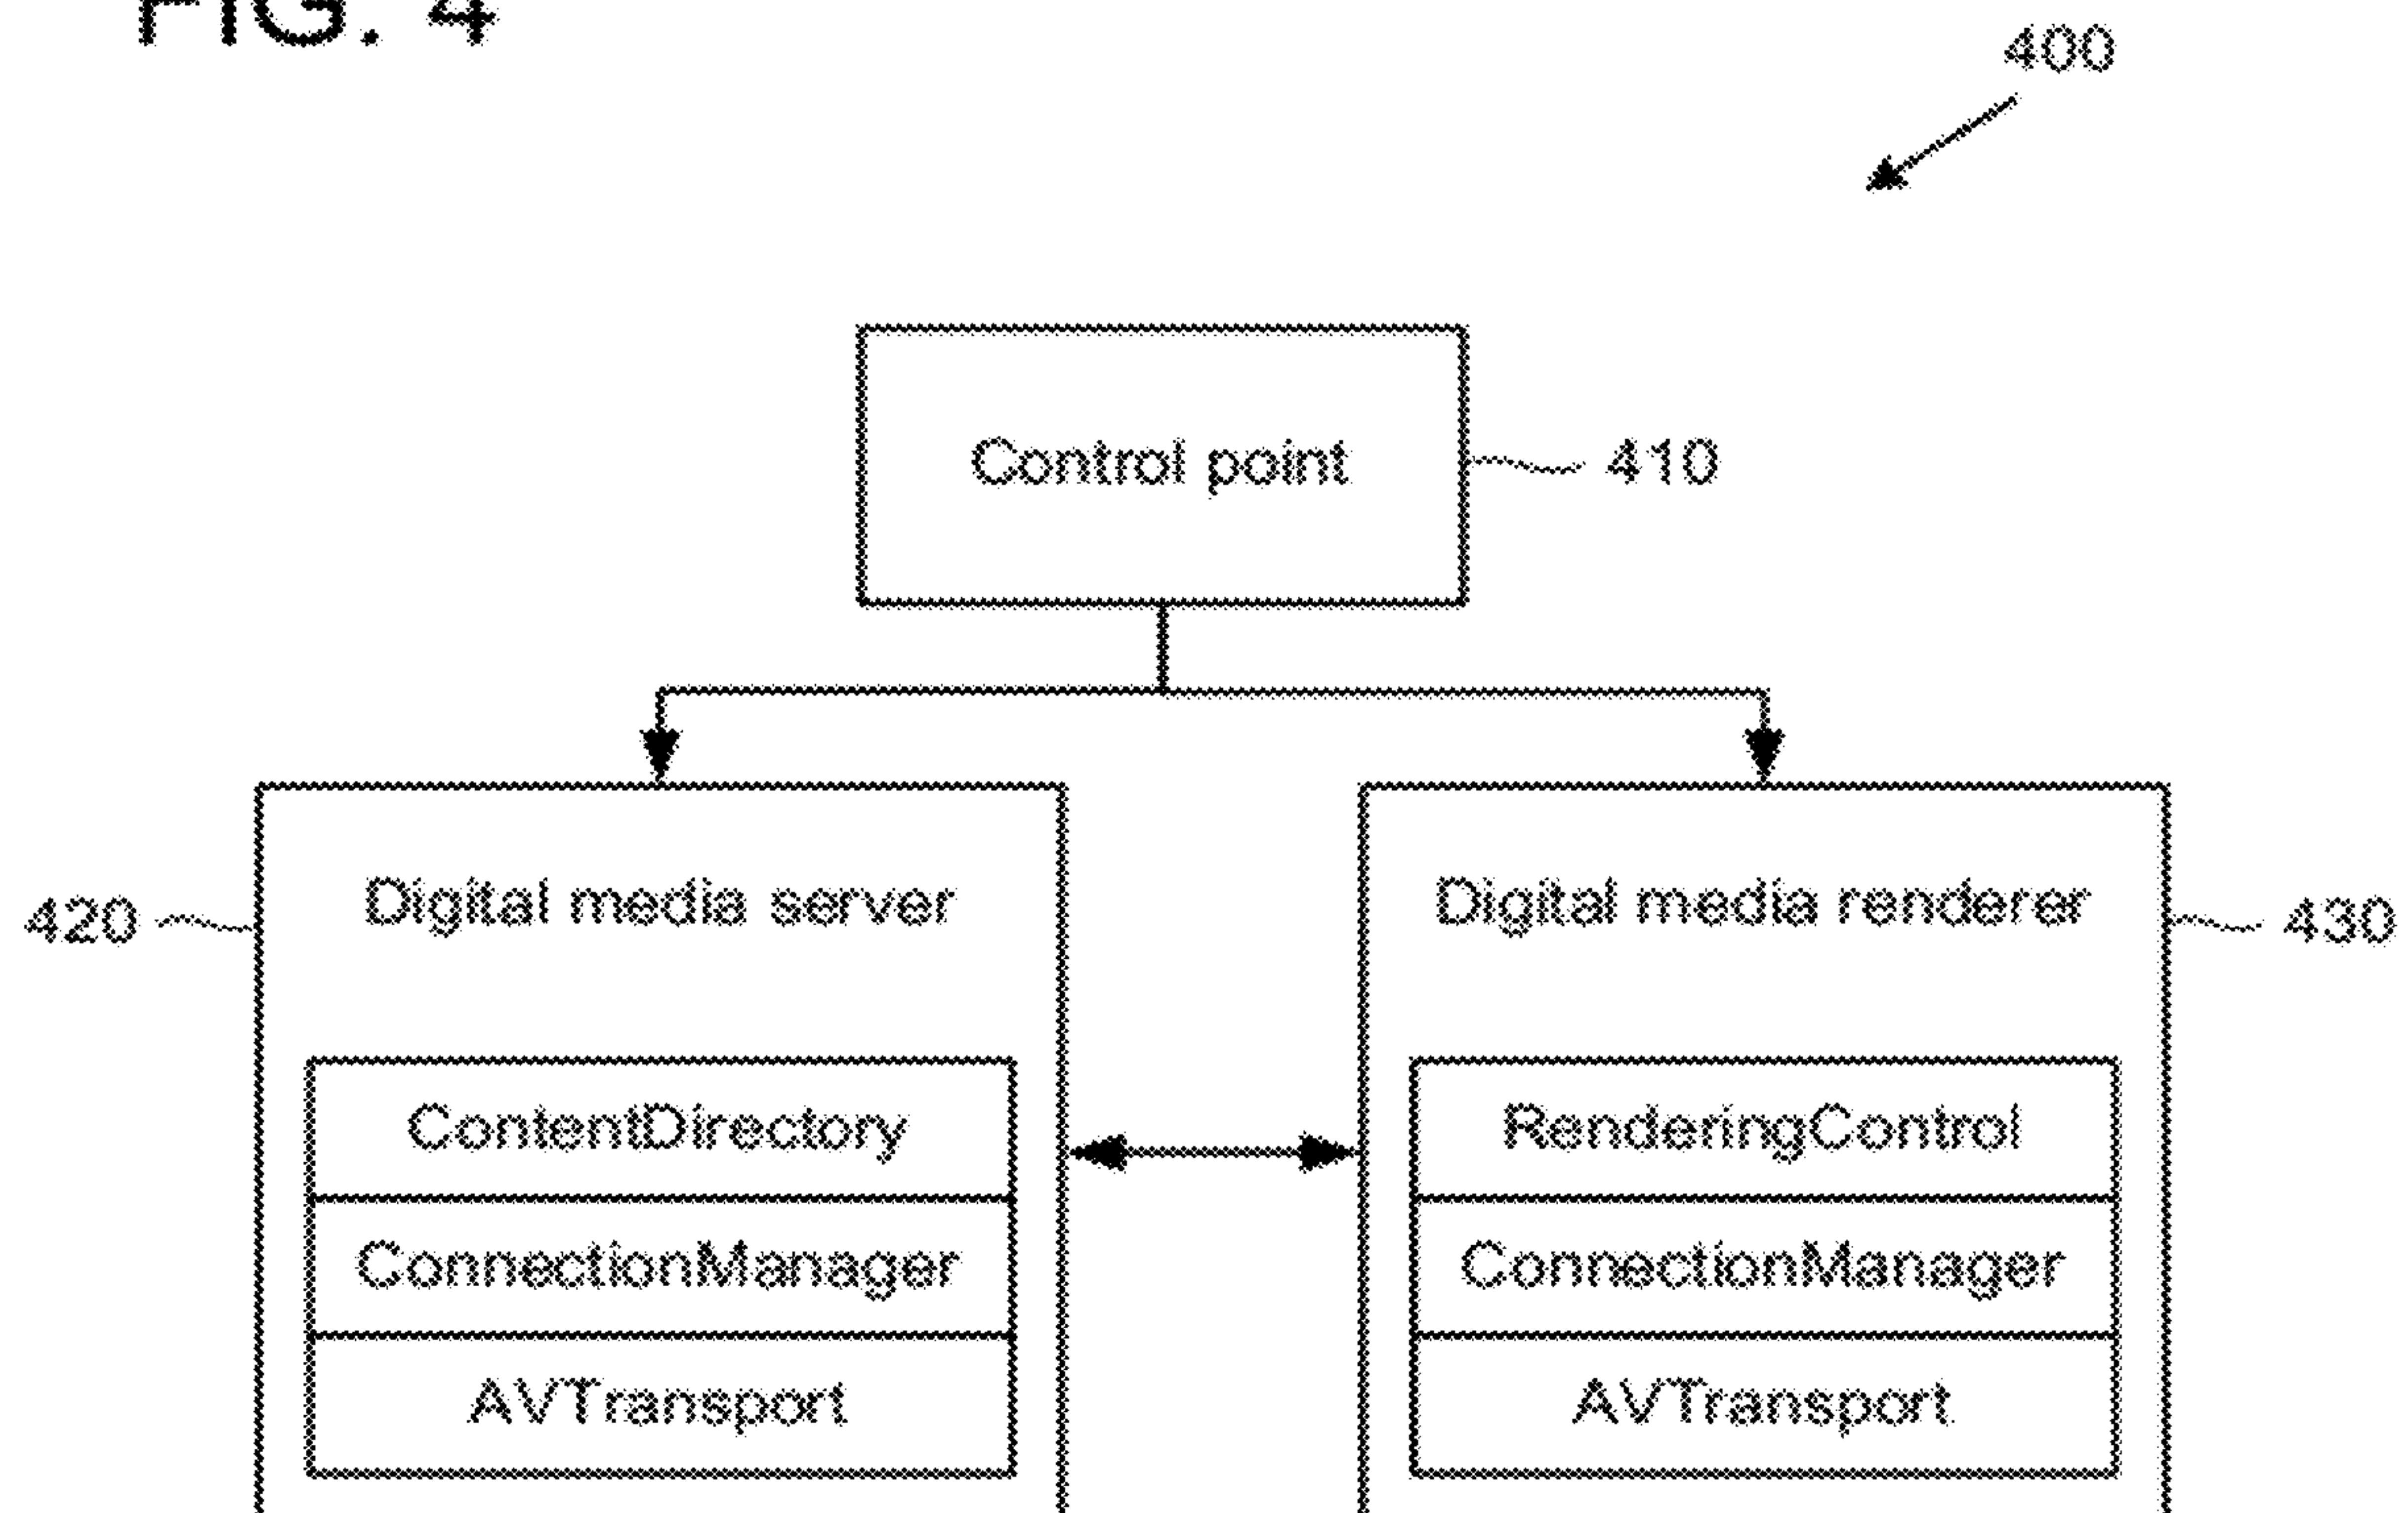 FIG. 4
400
Control point
410
420
Digital media server
Digital media renderer
430
ContentDirectory
RenderingControl
ConnectionManager
ConnectionManager
AVTransport
AVTransport